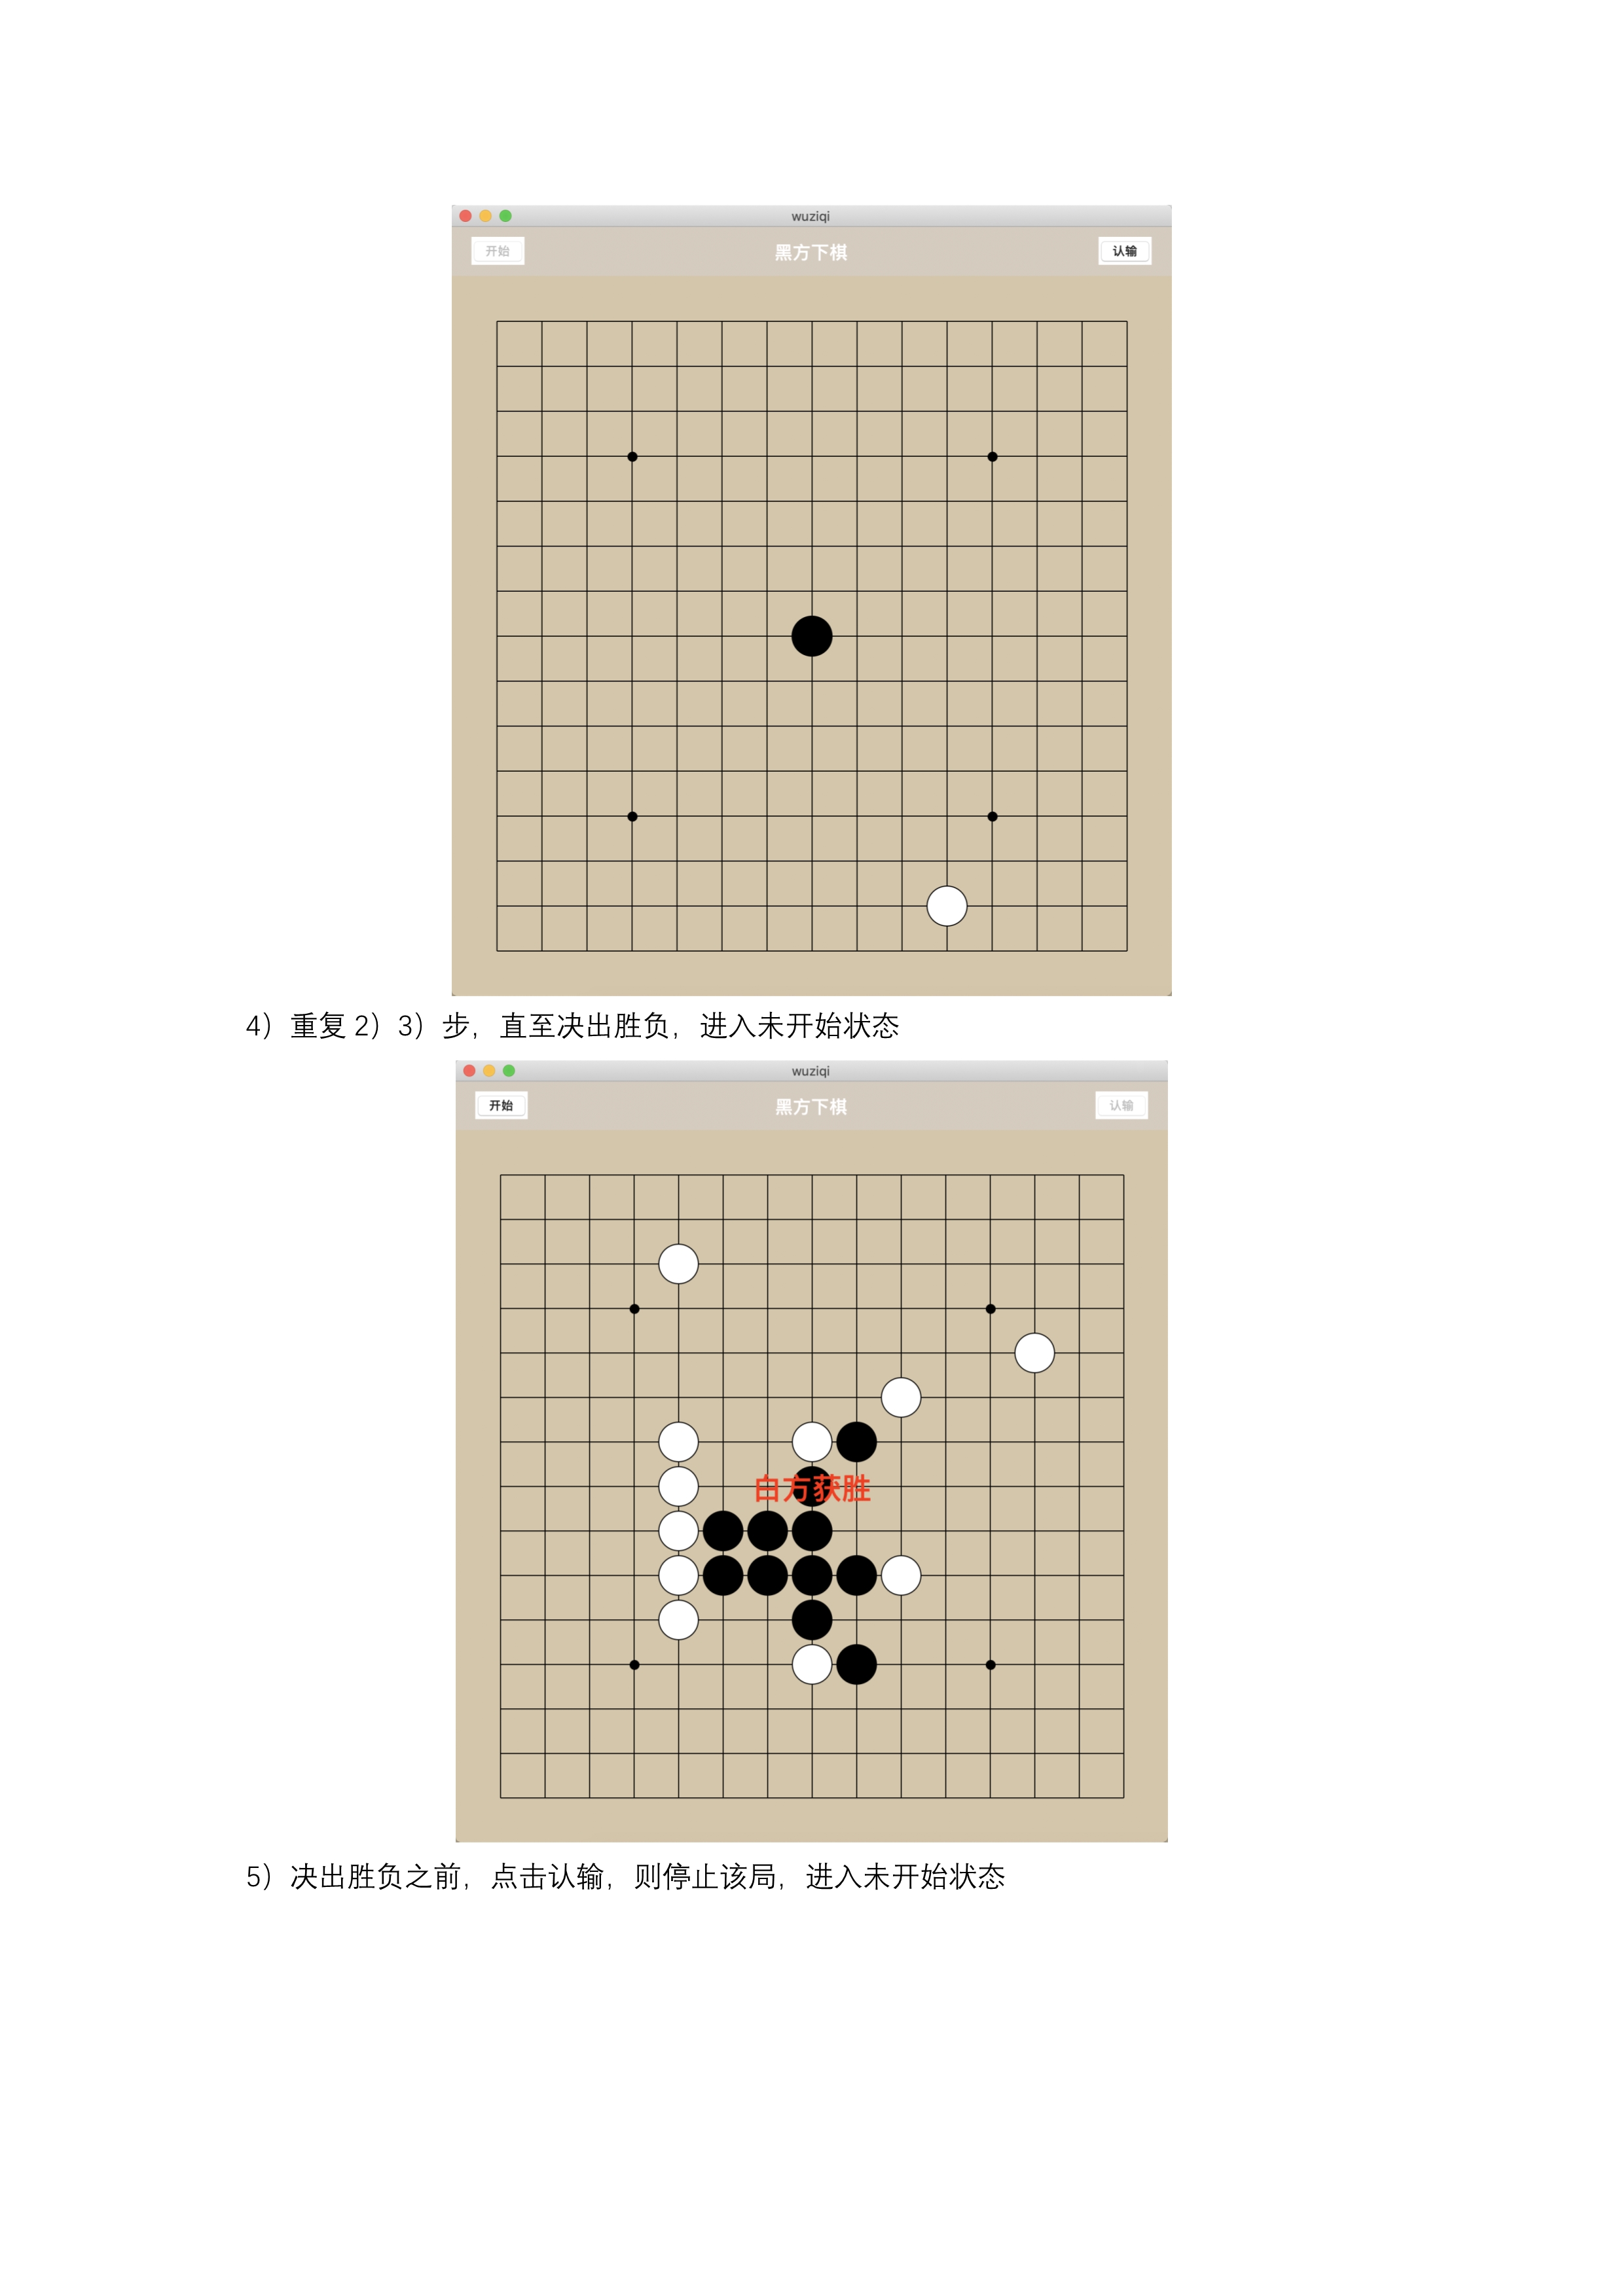 wuziqi
开始 黑方下棋 认输
4）重复 2）3）步，直至决出胜负，进入未开始状态
wuziqi
开始 黑方下棋 认输
白方获胜
5）决出胜负之前，点击认输，则停止该局，进入未开始状态